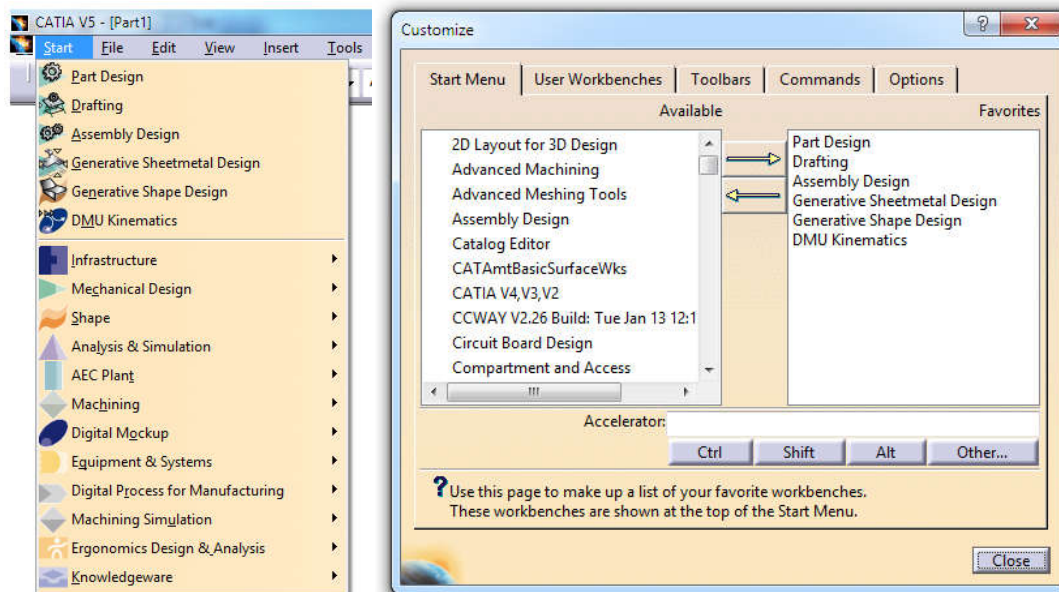 CATIA V5 - [Part1]
Start File Edit View Insert Tools
Part Design
Drafting
Assembly Design
Generative Sheetmetal Design
Generative Shape Design
DMU Kinematics
Infrastructure
Mechanical Design
Shape
Analysis & Simulation
AEC Plant
Machining
Digital Mockup
Equipment & Systems
Digital Process for Manufacturing
Machining Simulation
Ergonomics Design & Analysis
Knowledgeware
Customize
Start Menu User Workbenches Toolbars Commands Options
Available Favorites
2D Layout for 3D Design
Advanced Machining
Advanced Meshing Tools
Assembly Design
Catalog Editor
CATAmtBasicSurfaceWks
CATIA V4,V3,V2
CCWAY V2.26 Build: Tue Jan 13 12:1
Circuit Board Design
Compartment and Access
Part Design
Drafting
Assembly Design
Generative Sheetmetal Design
Generative Shape Design
DMU Kinematics
Accelerator:
Ctrl Shift Alt Other...
Use this page to make up a list of your favorite workbenches.
These workbenches are shown at the top of the Start Menu.
Close